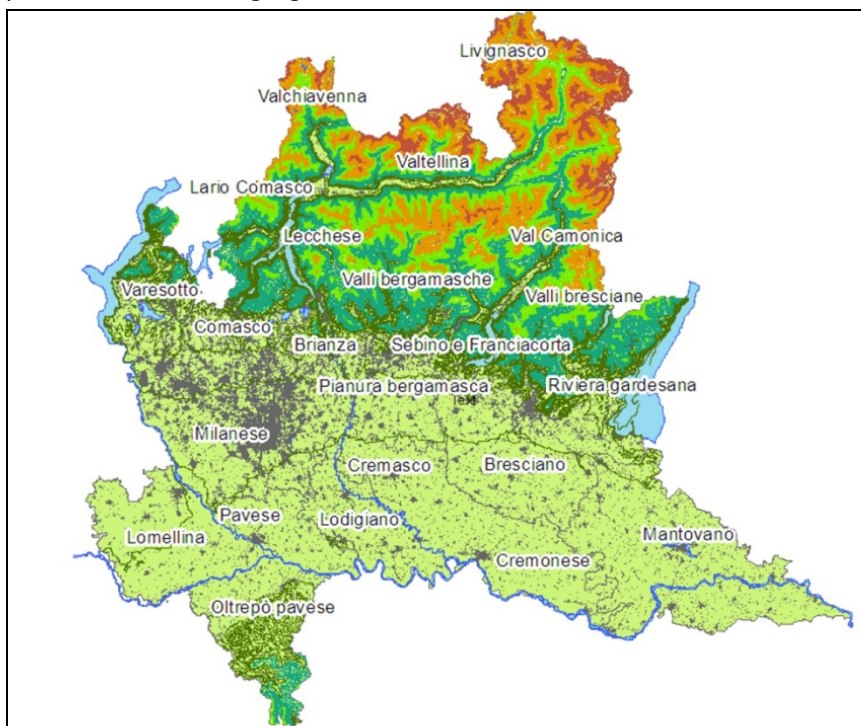 Livignasco
Valchiavenna
Valtellina
Lario Comasco
Lecchese
Val Camonica
Valli bergamasche
Varesotto
Valli bresciane
Comasco
Brianza
Sebino e Franciacorta
Pianura bergamasca
Riviera gardesana
Text
Milanese
Cremasco
Bresciano
Pavese
Lodigiano
Lomellina
Mantovano
Cremonese
Oltrepò pavese